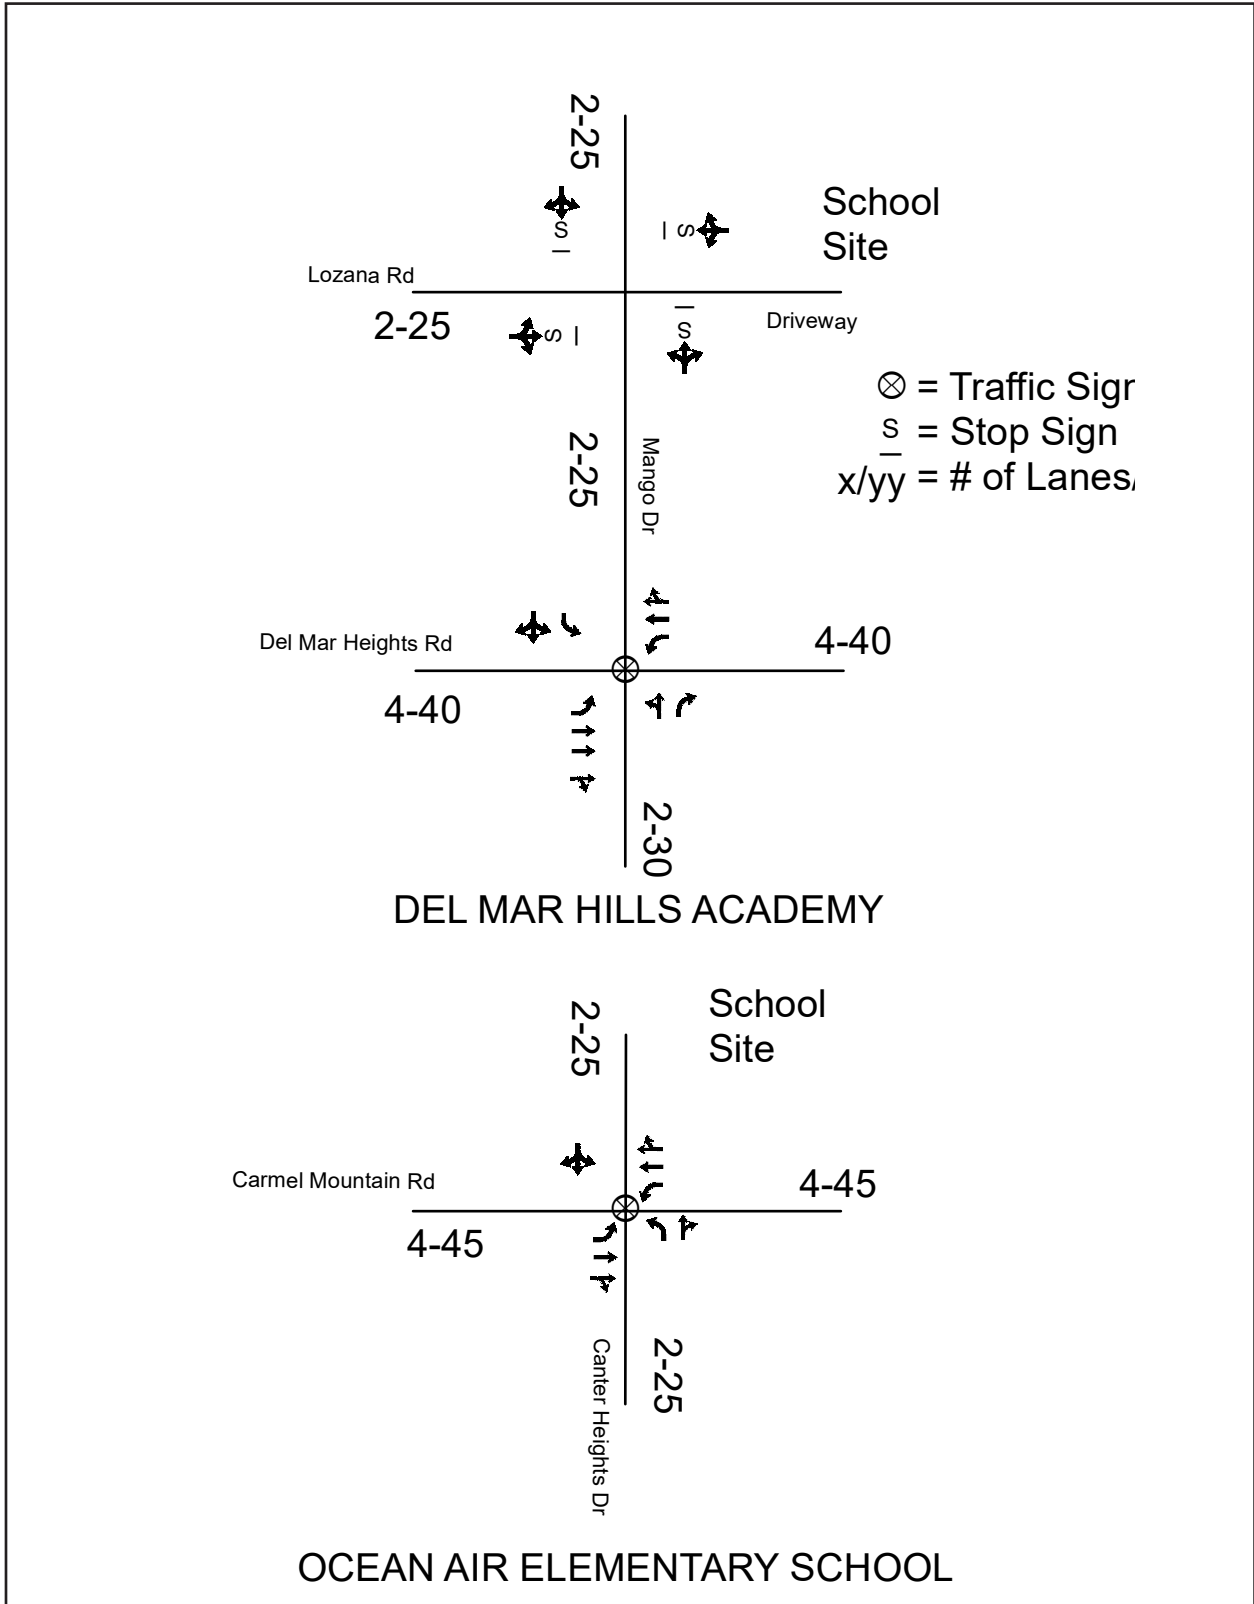 2-25
School
Site
S
S
Lozana Rd
2-25
S
S
Driveway
= Traffic Sign
S = Stop Sign
x/yy = # of Lanes/
2-25
Mango Dr
Del Mar Heights Rd
4-40
4-40
2-30
DEL MAR HILLS ACADEMY
2-25
School
Site
Carmel Mountain Rd
4-45
4-45
Canter Heights Dr
2-25
OCEAN AIR ELEMENTARY SCHOOL